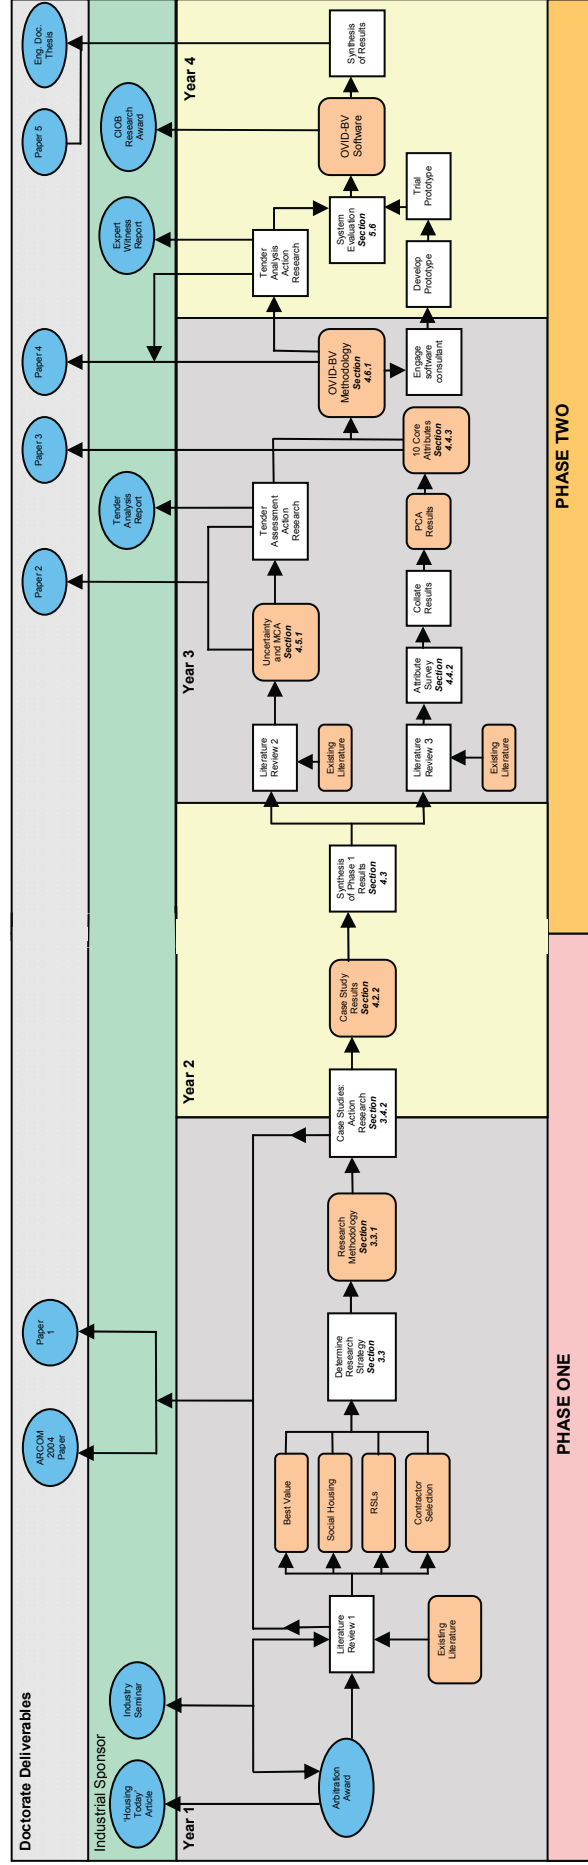 Doctorate Deliverables
ARCOM
2004
Paper
Paper
1
Paper 2
Paper 3
Paper 4
Paper 5
Eng. Doc.
Thesis
Industrial Sponsor
'Housing
Today'
Article
Industry
Seminar
Tender
Analysis
Report
Expert
Witness
Report
CIOB
Research
Award
Year 1
Arbitration
Award
Literature
Review 1
Existing
Literature
Best Value
Social Housing
RSLs
Contractor
Selection
Determine
Research
Strategy
Section
3.3
Research
Methodology
Section
3.3.1
Case Studies:
Action
Research
Section
3.4.2
Year 2
Case Study
Results
Section
4.2.2
Synthesis
of Phase 1
Results
Section
4.3
Year 3
Literature
Review 2
Existing
Literature
Uncertainty
and MCA
Section
4.5.1
Tender
Assessment
Action
Research
Literature
Review 3
Existing
Literature
Attribute
Survey
Section
4.4.2
Collate
Results
PCA
Results
10 Core
Attributes
Section
4.4.3
OVID-BV
Methodology
Section
4.6.1
Engage
software
consultant
Year 4
Tender
Analysis
Action
Research
Develop
Prototype
Trial
Prototype
System
Evaluation
Section
5.6
OVID-BV
Software
Synthesis
of Results
PHASE ONE
PHASE TWO